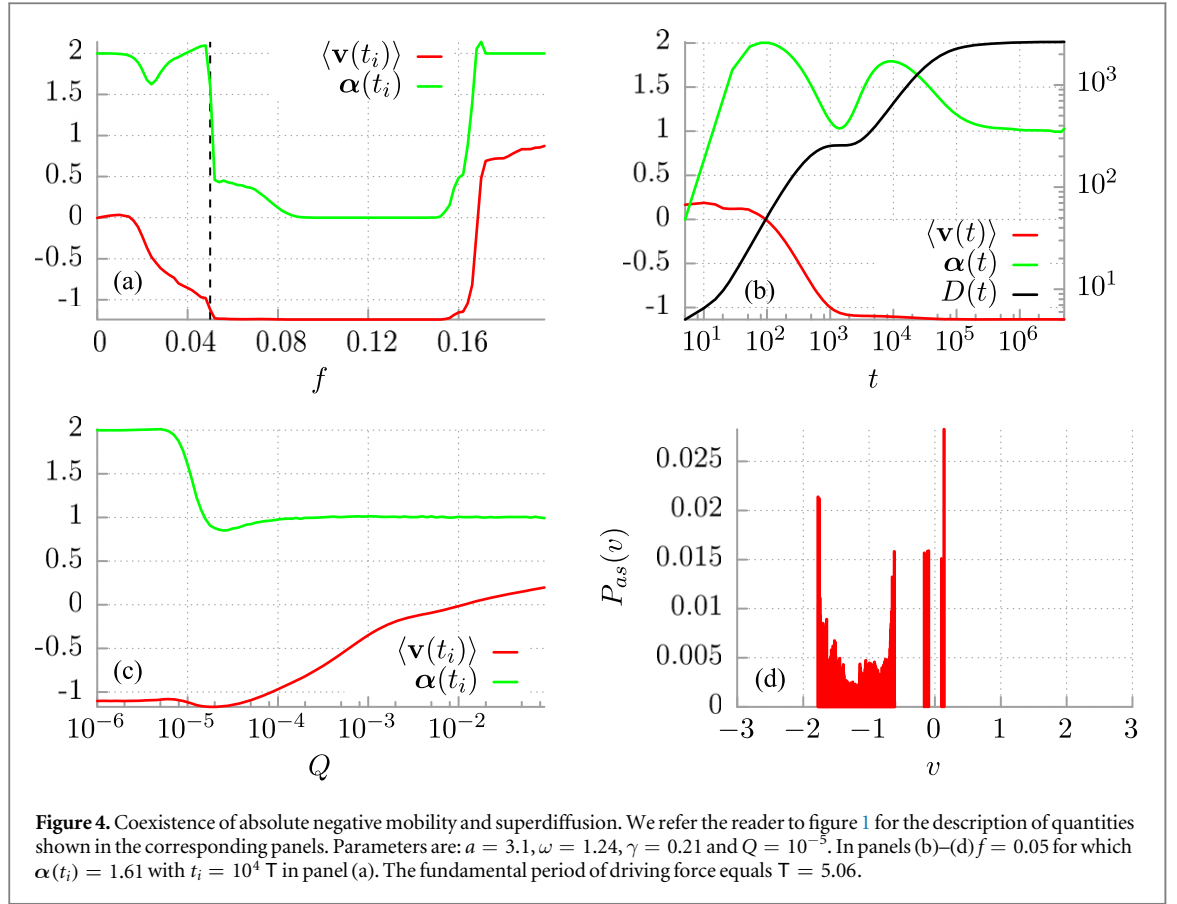 2
1.5
1
0.5
0
-0.5
-1
⟨v(t_i)⟩
α(t_i)
(a)
0 0.04 0.08 0.12 0.16
f
2
1.5
1
0.5
0
-0.5
-1
10^3
10^2
10^1
⟨v(t)⟩
α(t)
D(t)
(b)
10^1 10^2 10^3 10^4 10^5 10^6
t
2
1.5
1
0.5
0
-0.5
-1
⟨v(t_i)⟩
α(t_i)
(c)
10^−6 10^−5 10^−4 10^−3 10^−2
Q
P_as(v)
0.025
0.02
0.015
0.01
0.005
0
(d)
−3 −2 −1 0 1 2 3
v
Figure 4. Coexistence of absolute negative mobility and superdiffusion. We refer the reader to figure 1 for the description of quantities
shown in the corresponding panels. Parameters are: a = 3.1, ω = 1.24, γ = 0.21 and Q = 10^−5. In panels (b)–(d) f = 0.05 for which
α(t_i) = 1.61 with t_i = 10^4 T in panel (a). The fundamental period of driving force equals T = 5.06.